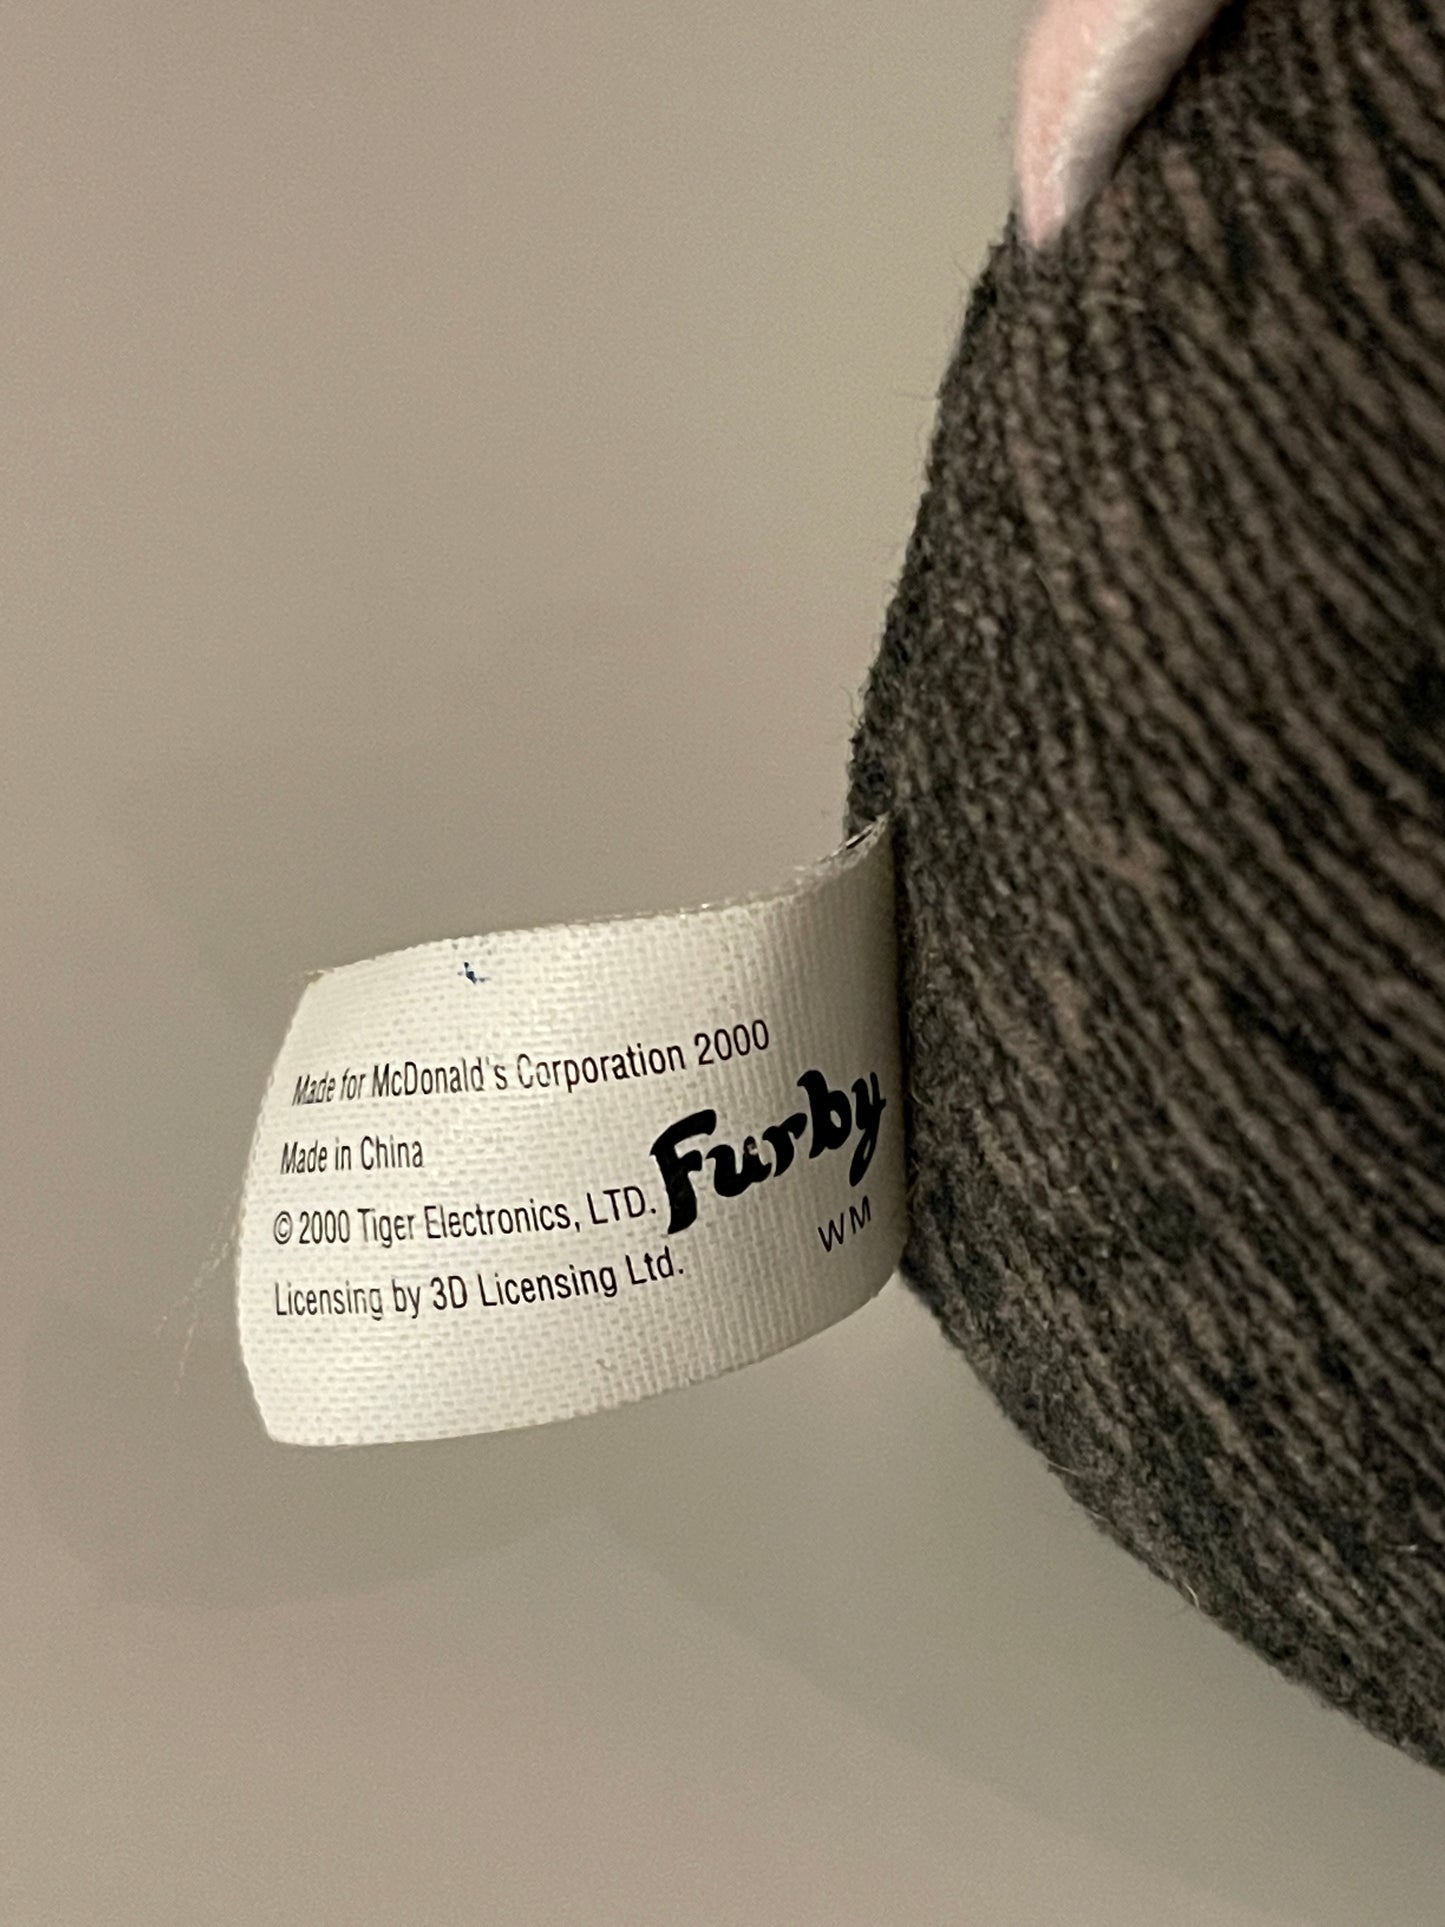 Made for McDonald's Corporation 2000
Made in China
© 2000 Tiger Electronics, LTD.
Furby
Licensing by 3D Licensing Ltd.
WM